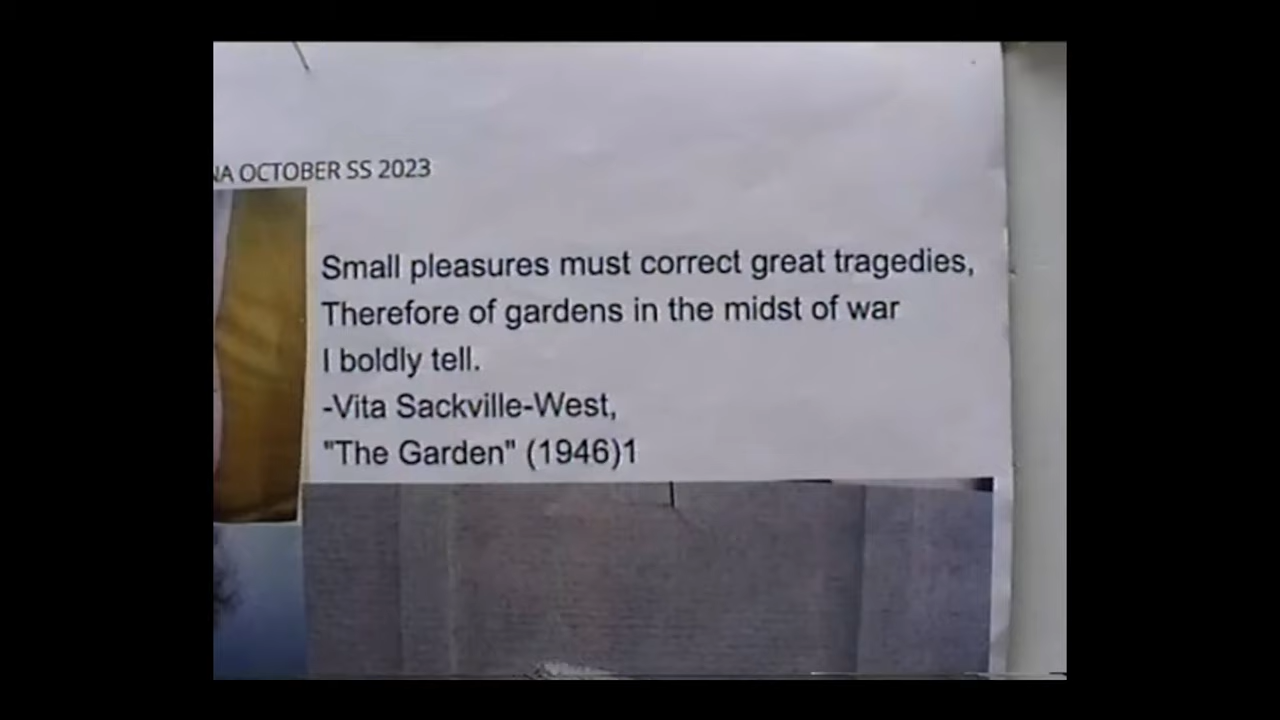 OCTOBER SS 2023
Small pleasures must correct great tragedies,
Therefore of gardens in the midst of war
I boldly tell.
-Vita Sackville-West,
"The Garden" (1946)1